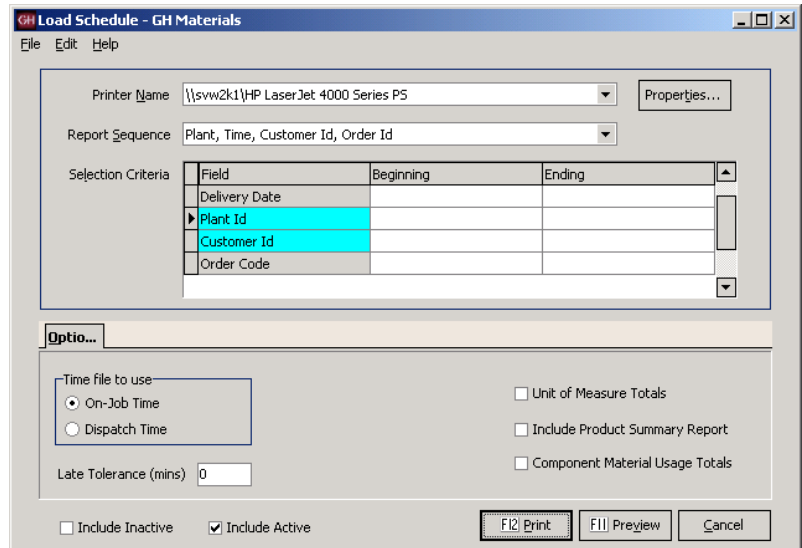 GH Load Schedule - GH Materials
File Edit Help
Printer Name \\svw2k1\HP LaserJet 4000 Series PS Properties...
Report Sequence Plant, Time, Customer Id, Order Id
Selection Criteria Field Beginning Ending
Delivery Date
Plant Id
Customer Id
Order Code
Optio...
Time file to use
On-Job Time
Dispatch Time
Late Tolerance (mins) 0
Unit of Measure Totals
Include Product Summary Report
Component Material Usage Totals
Include Inactive Include Active F12 Print F11 Preview Cancel